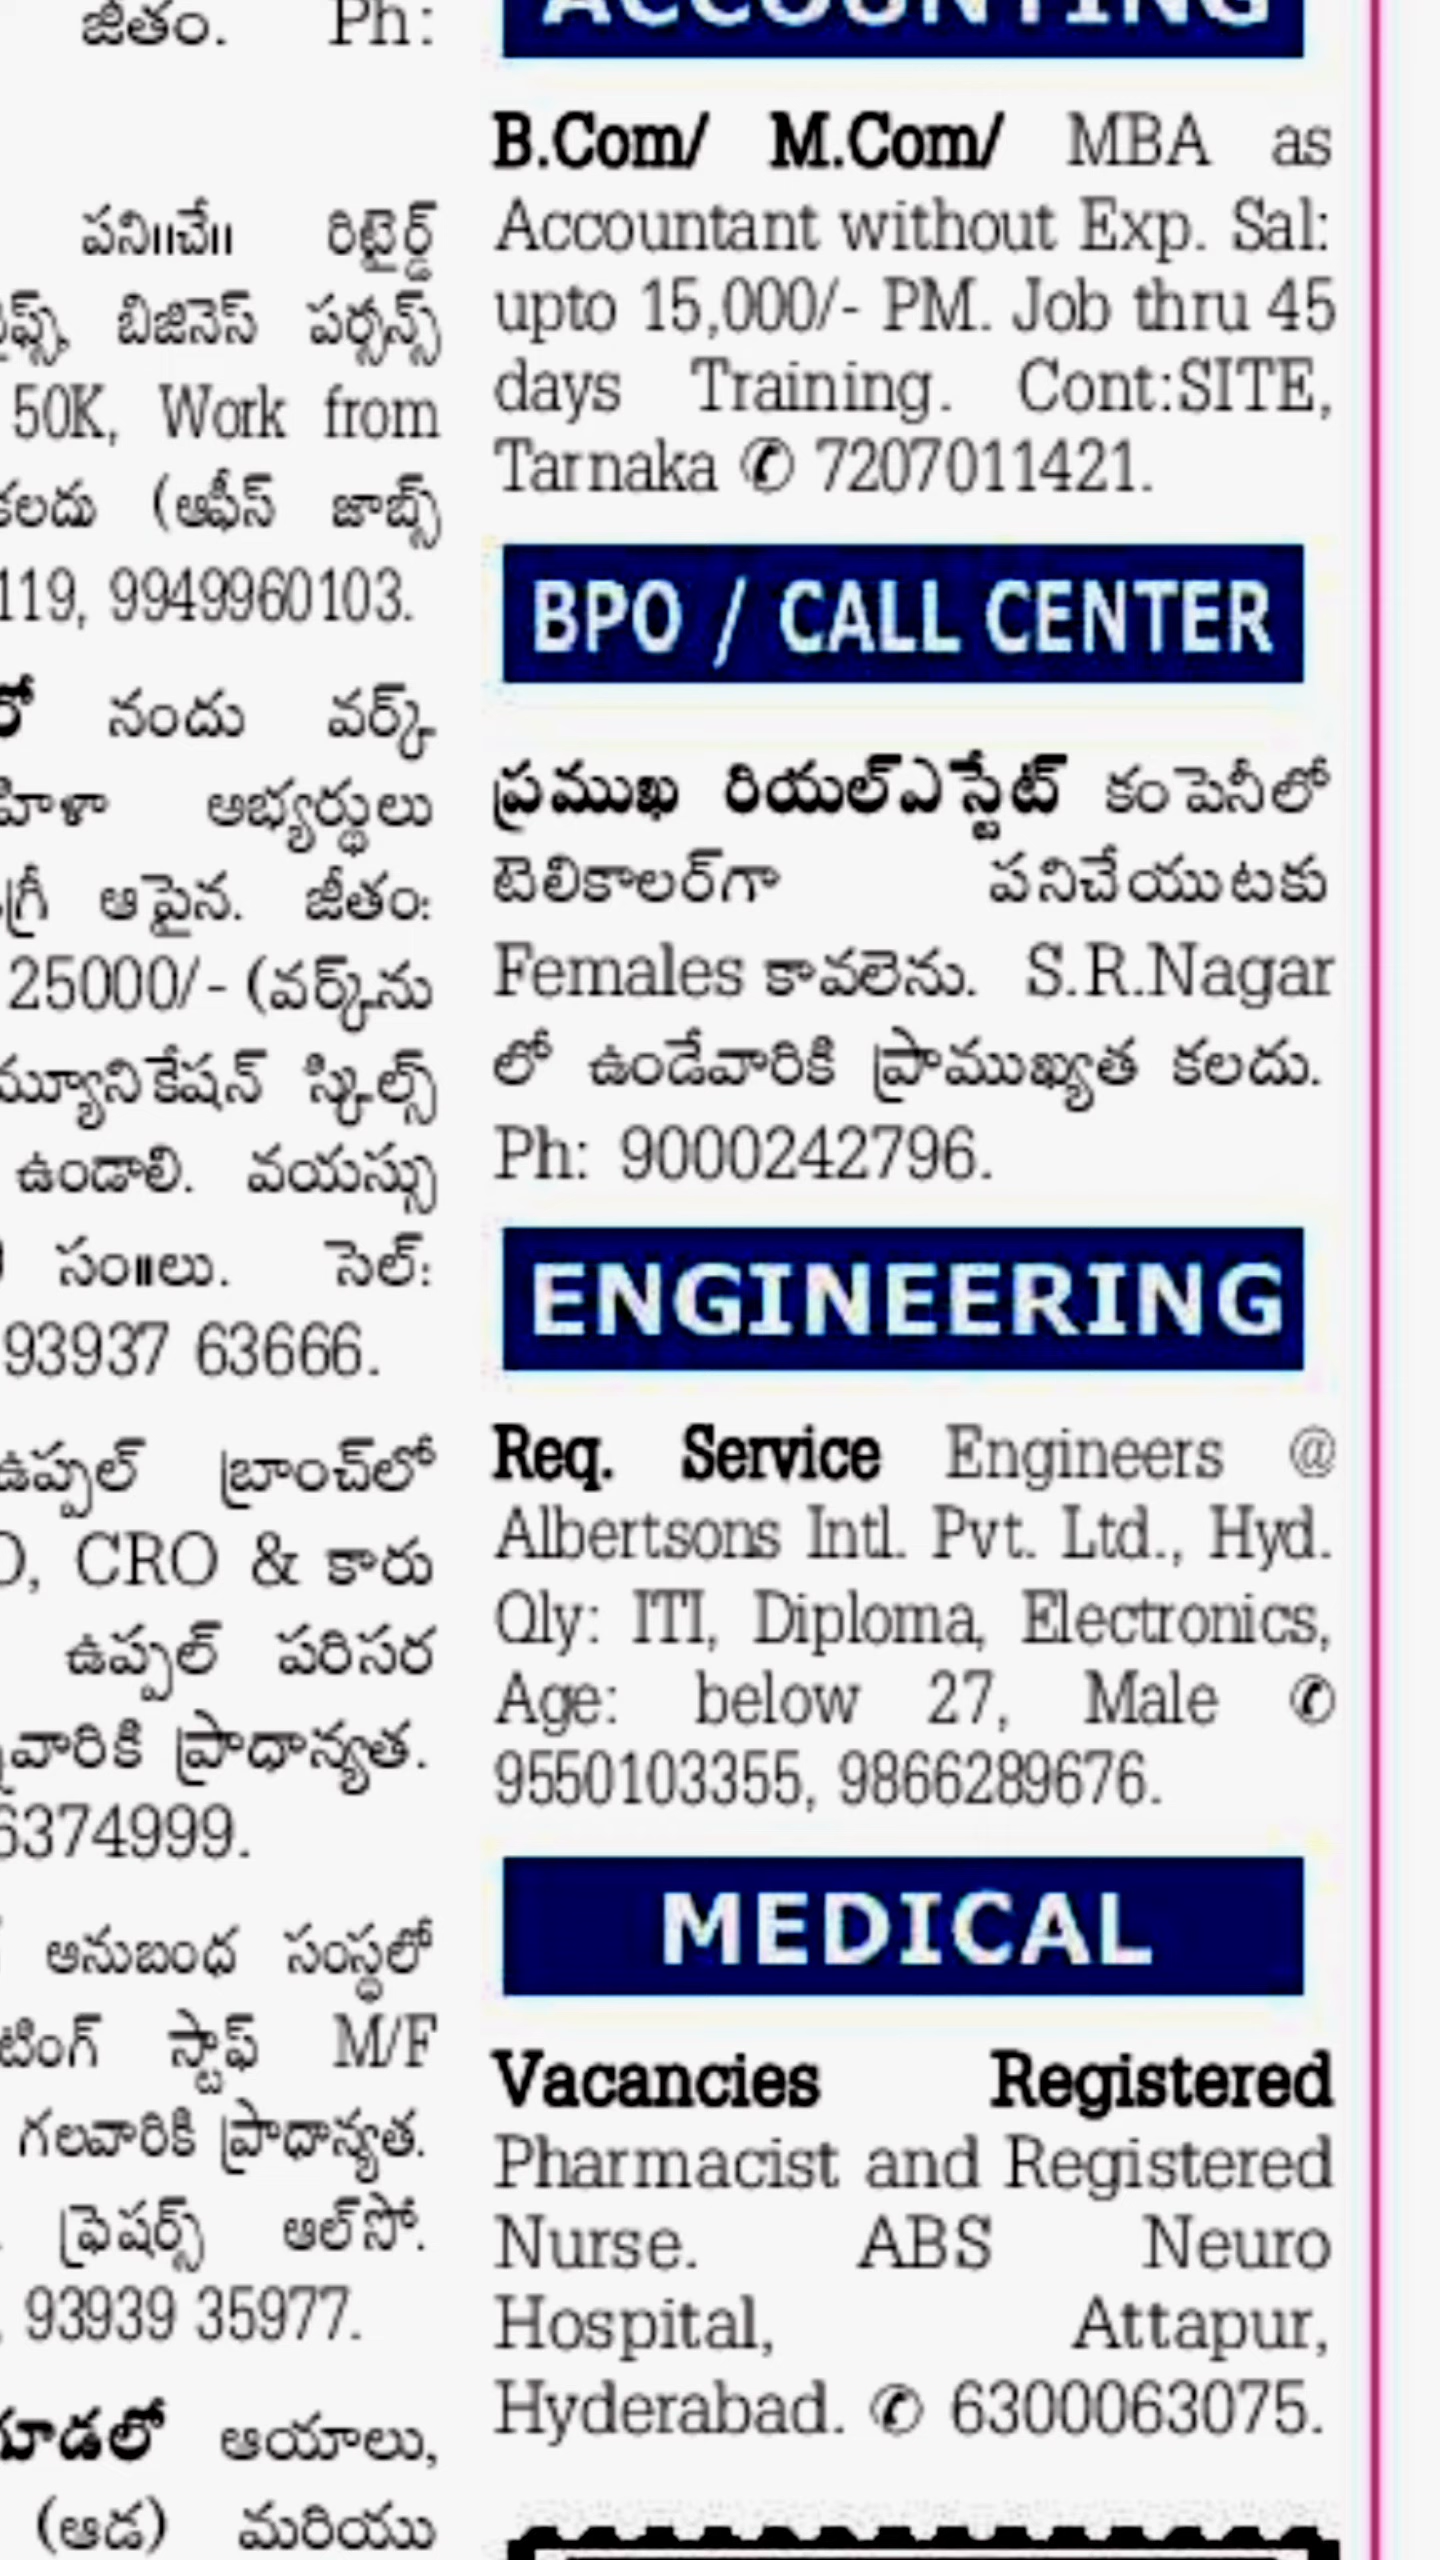 జీతం. Ph:
పని॥చే॥ రిటైర్డ్
బిజినెస్ పర్సన్స్
50K, Work from
కలదు (ఆఫీస్ జాబ్స్
119, 9949960103.
నందు వర్క్
అభ్యర్థులు
ఆపైన. జీతం:
25000/- (వర్క్‌ను
స్కిల్స్
ఉండాలి. వయస్సు
సం॥లు. సెల్:
93937 63666.
ఉప్పల్ బ్రాంచ్‌లో
CRO & కారు
ఉప్పల్ పరిసర
ప్రాధాన్యత.
6374999.
అనుబంధ సంస్థలో
స్టాఫ్ M/F
గలవారికి ప్రాధాన్యత.
ఫ్రెషర్స్ ఆల్‌సో.
93939 35977.
ఆయాలు,
(ఆడ) మరియు
ACCOUNTING
B.Com/ M.Com/ MBA as
Accountant without Exp. Sal:
upto 15,000/- PM. Job thru 45
days Training. Cont:SITE,
Tarnaka ✆ 7207011421.
BPO / CALL CENTER
ప్రముఖ రియల్ఎస్టేట్ కంపెనీలో
టెలికాలర్‌గా పనిచేయుటకు
Females కావలెను. S.R.Nagar
లో ఉండేవారికి ప్రాముఖ్యత కలదు.
Ph: 9000242796.
ENGINEERING
Req. Service Engineers @
Albertsons Intl. Pvt. Ltd., Hyd.
Qly: ITI, Diploma, Electronics,
Age: below 27, Male ✆
9550103355, 9866289676.
MEDICAL
Vacancies Registered
Pharmacist and Registered
Nurse. ABS Neuro
Hospital, Attapur,
Hyderabad. ✆ 6300063075.